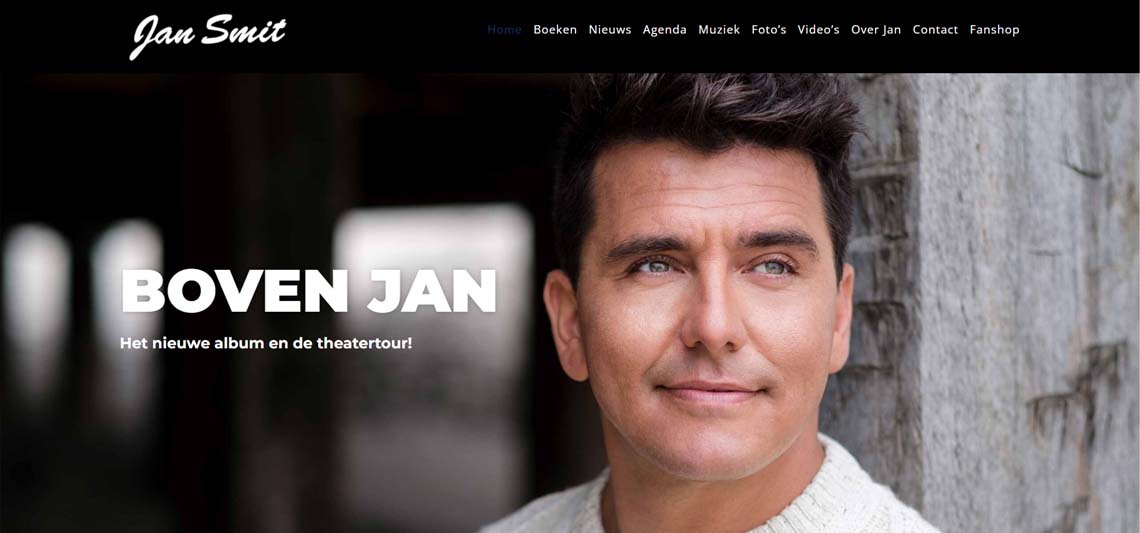 Jan Smit
Home Boeken Nieuws Agenda Muziek Foto’s Video’s Over Jan Contact Fanshop
BOVEN JAN
Het nieuwe album en de theatertour!